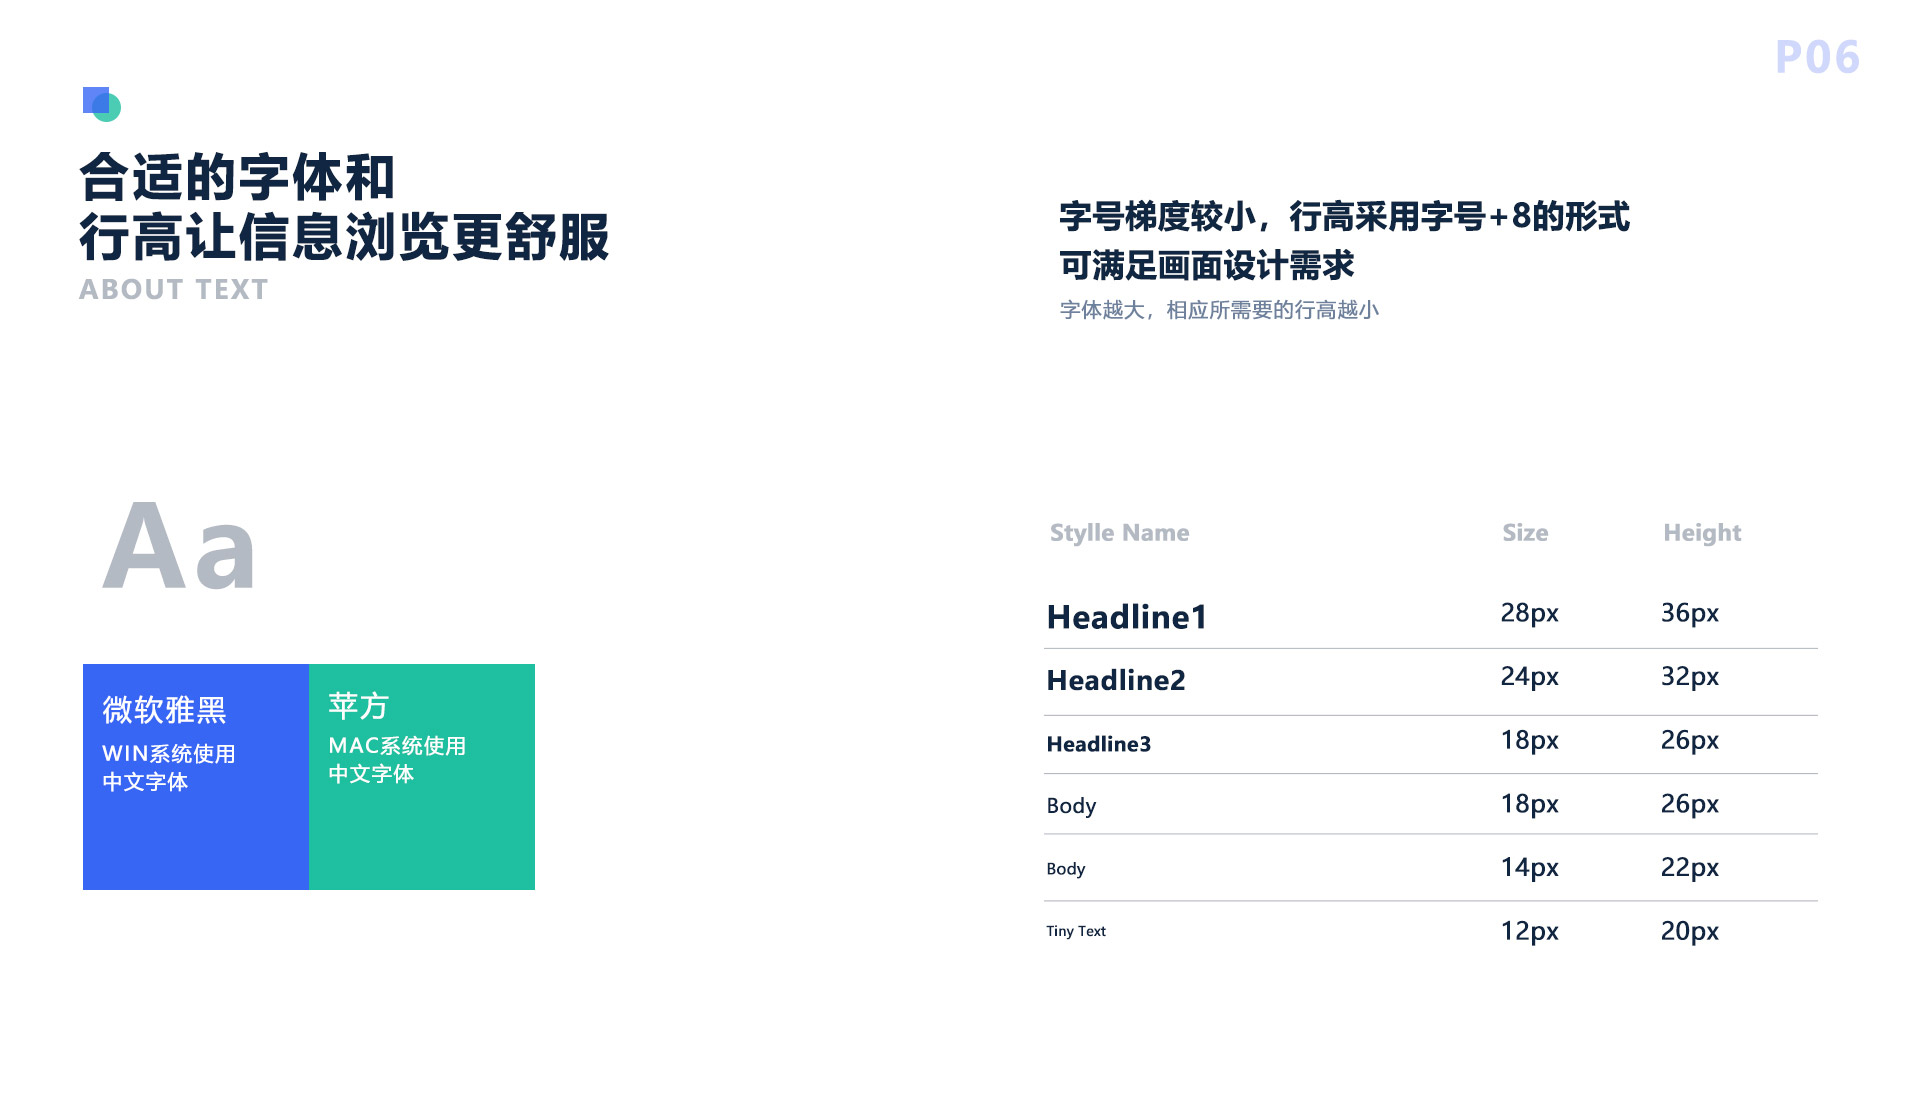 P06
合适的字体和
行高让信息浏览更舒服
ABOUT TEXT
字号梯度较小，行高采用字号+8的形式
可满足画面设计需求
字体越大，相应所需要的行高越小
Aa
微软雅黑
WIN系统使用
中文字体
苹方
MAC系统使用
中文字体
Stylle Name Size Height
Headline1 28px 36px
Headline2 24px 32px
Headline3 18px 26px
Body 18px 26px
Body 14px 22px
Tiny Text 12px 20px